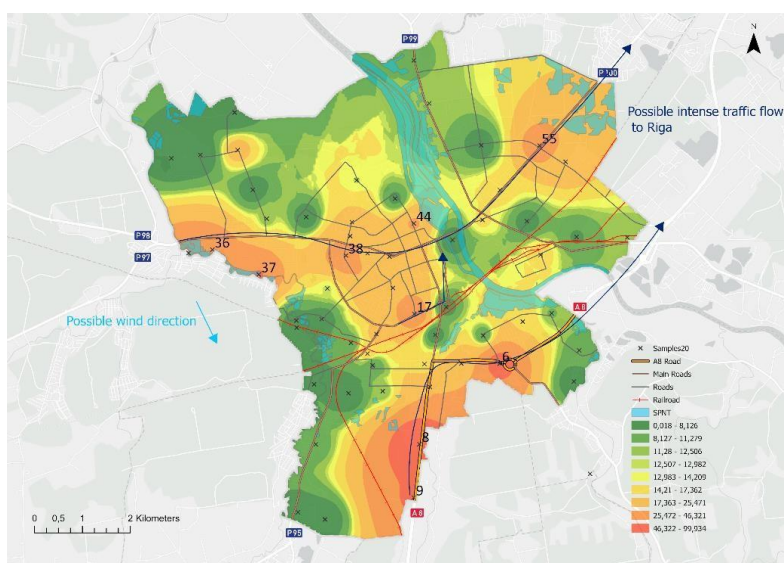 P99
N
P100
Possible intense traffic flow
to Riga
55
44
P98
36
38
P97
37
17
A8
Possible wind direction
6
8
9
A8
P95
0 0,5 1 2 Kilometers
Samples20
A8 Road
Main Roads
Roads
Railroad
SPNT
0,018 - 8,126
8,127 - 11,279
11,28 - 12,506
12,507 - 12,982
12,983 - 14,209
14,21 - 17,362
17,363 - 25,471
25,472 - 46,321
46,322 - 99,934